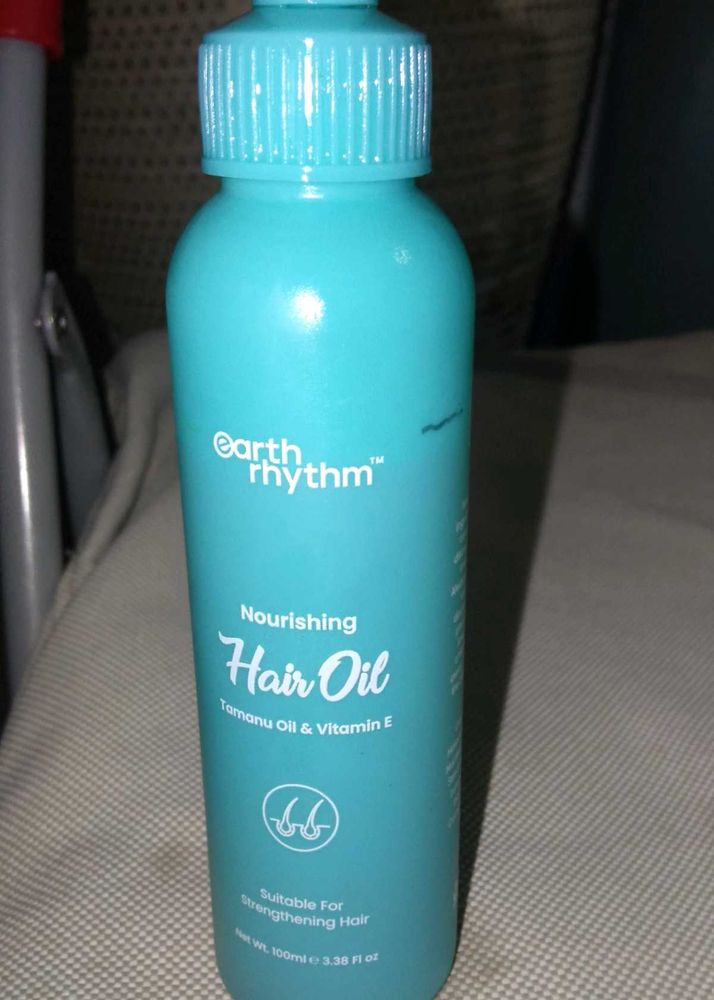 earth
rhythm™
Nourishing
Hair Oil
Tamanu Oil & Vitamin E
Suitable For
Strengthening Hair
Net Wt. 100ml ℮ 3.38 Fl oz